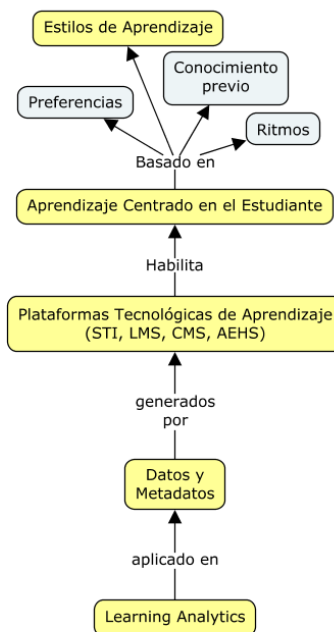 Estilos de Aprendizaje
Conocimiento
previo
Preferencias
Ritmos
Basado en
Aprendizaje Centrado en el Estudiante
Habilita
Plataformas Tecnológicas de Aprendizaje
(STI, LMS, CMS, AEHS)
generados
por
Datos y
Metadatos
aplicado en
Learning Analytics